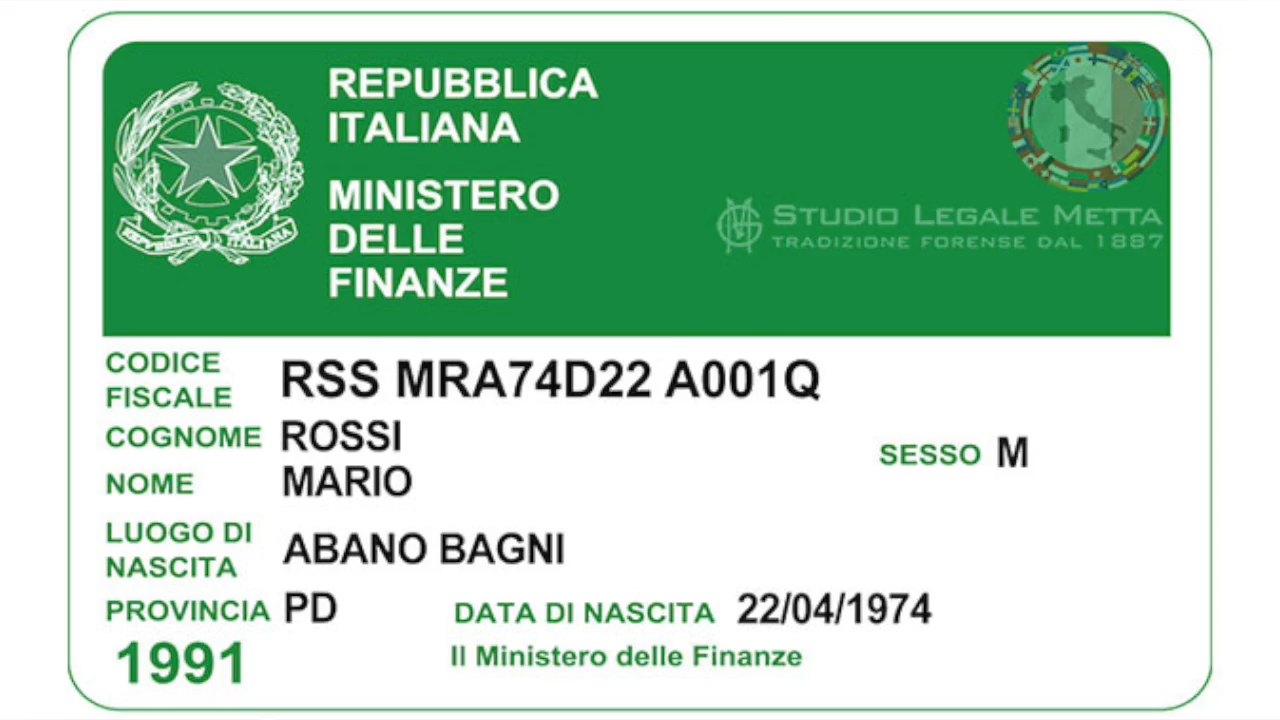 REPUBBLICA
ITALIANA
MINISTERO
DELLE
FINANZE
REPVBBLICA ITALIANA
STUDIO LEGALE METTA
TRADIZIONE FORENSE DAL 1887
CODICE
FISCALE
RSS MRA74D22 A001Q
COGNOME ROSSI
SESSO M
NOME MARIO
LUOGO DI
NASCITA
ABANO BAGNI
PROVINCIA PD
DATA DI NASCITA 22/04/1974
1991
Il Ministero delle Finanze